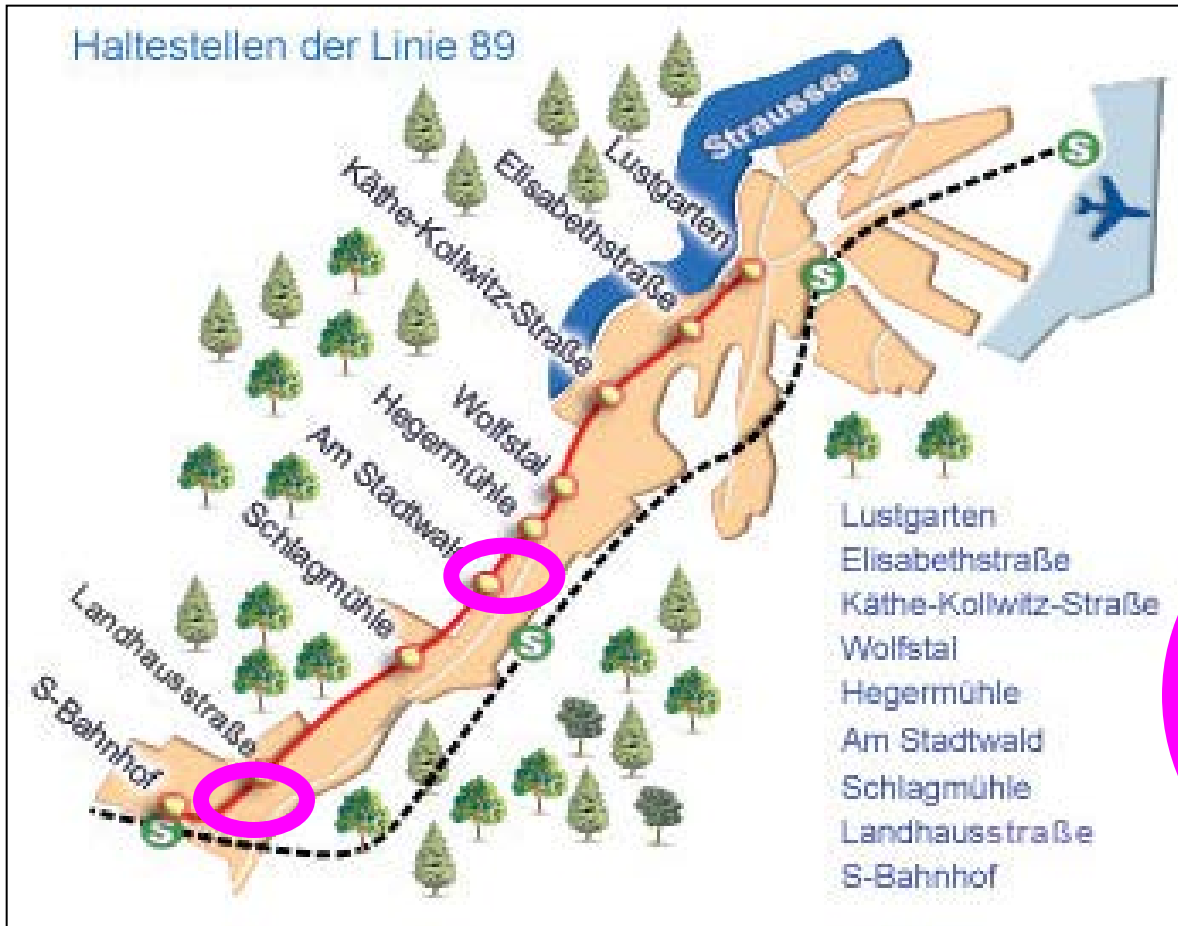 Haltestellen der Linie 89
Straussee
Lustgarten
Elisabethstraße
Käthe-Kollwitz-Straße
Wolfstal
Hegermühle
Am Stadtwald
Schlagmühle
Landhausstraße
S-Bahnhof
S
S
S
S
Lustgarten
Elisabethstraße
Käthe-Kollwitz-Straße
Wolfstal
Hegermühle
Am Stadtwald
Schlagmühle
Landhausstraße
S-Bahnhof